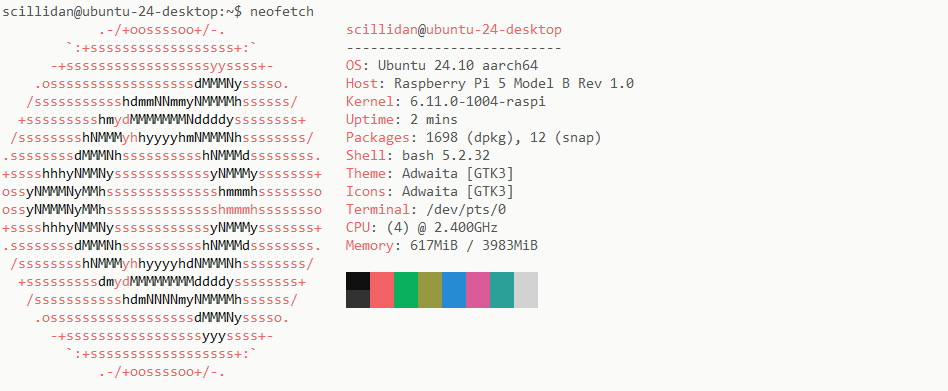 scillidan@ubuntu-24-desktop:~$ neofetch
            .-/+oossssoo+/-.               scillidan@ubuntu-24-desktop
        `:+ssssssssssssssssss+:`           ---------------------------
      -+ssssssssssssssssssyyssss+-         OS: Ubuntu 24.10 aarch64
    .ossssssssssssssssssdMMMNysssso.       Host: Raspberry Pi 5 Model B Rev 1.0
   /ssssssssssshdmmNNmmyNMMMMhssssss/      Kernel: 6.11.0-1004-raspi
  +ssssssssshmydMMMMMMMNddddyssssssss+     Uptime: 2 mins
 /sssssssshNMMMyhhyyyyhmNMMMNhssssssss/    Packages: 1698 (dpkg), 12 (snap)
.ssssssssdMMMNhsssssssssshNMMMdssssssss.   Shell: bash 5.2.32
+sssshhhyNMMNyssssssssssssyNMMMysssssss+   Theme: Adwaita [GTK3]
ossyNMMMNyMMhsssssssssssssshmmmhssssssso   Icons: Adwaita [GTK3]
ossyNMMMNyMMhsssssssssssssshmmmhssssssso   Terminal: /dev/pts/0
+sssshhhyNMMNyssssssssssssyNMMMysssssss+   CPU: (4) @ 2.400GHz
.ssssssssdMMMNhsssssssssshNMMMdssssssss.   Memory: 617MiB / 3983MiB
 /sssssssshNMMMyhhyyyyhdNMMMNhssssssss/
  +sssssssssdmydMMMMMMMMddddyssssssss+
   /ssssssssssshdmNNNNmyNMMMMhssssss/
    .ossssssssssssssssssdMMMNysssso.
      -+sssssssssssssssssyyyssss+-
        `:+ssssssssssssssssss+:`
            .-/+oossssoo+/-.